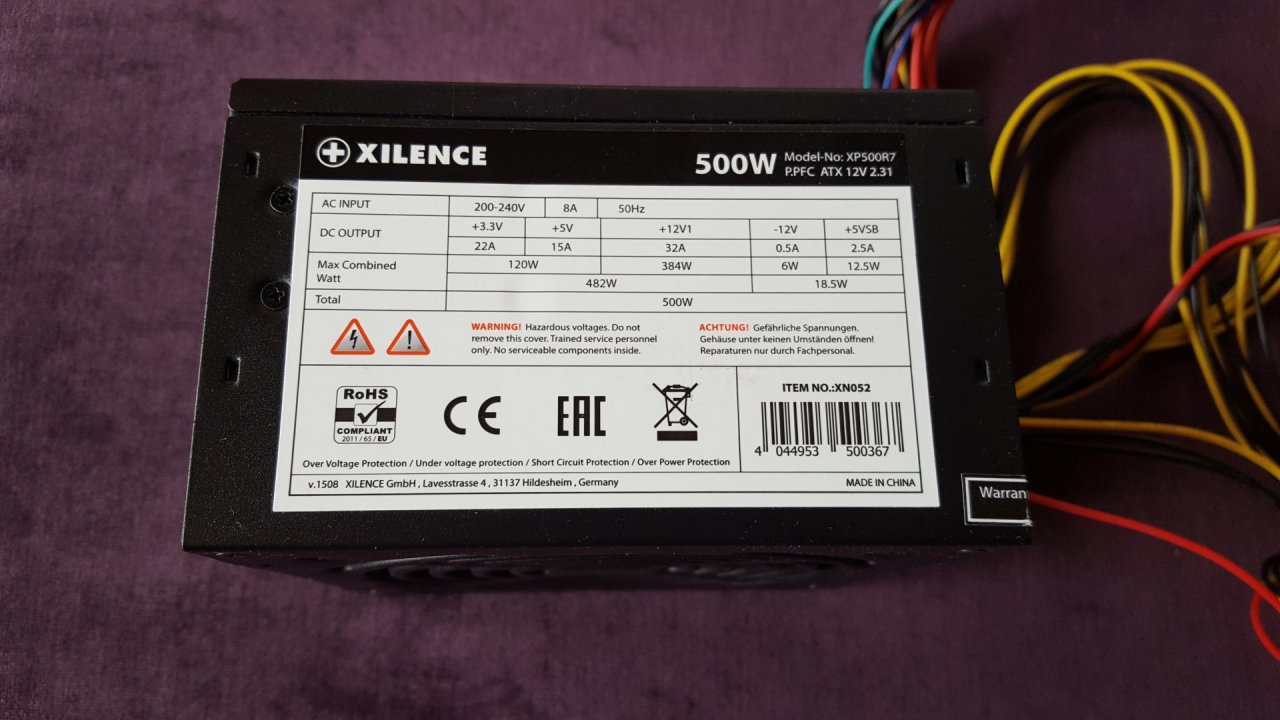 XILENCE
500W Model-No: XP500R7
P.PFC ATX 12V 2.31
AC INPUT 200-240V 8A 50Hz
DC OUTPUT +3.3V +5V +12V1 -12V +5VSB
22A 15A 32A 0.5A 2.5A
Max Combined Watt 120W 384W 6W 12.5W
482W 18.5W
Total 500W
WARNING! Hazardous voltages. Do not
remove this cover. Trained service personnel
only. No serviceable components inside.
ACHTUNG! Gefährliche Spannungen.
Gehäuse unter keinen Umständen öffnen!
Reparaturen nur durch Fachpersonal.
RoHS
COMPLIANT
2011 / 65 / EU
CE
EAC
ITEM NO.:XN052
4 044953 500367
Over Voltage Protection / Under voltage protection / Short Circuit Protection / Over Power Protection
v.1508 XILENCE GmbH , Lavesstrasse 4 , 31137 Hildesheim , Germany
MADE IN CHINA
Warran